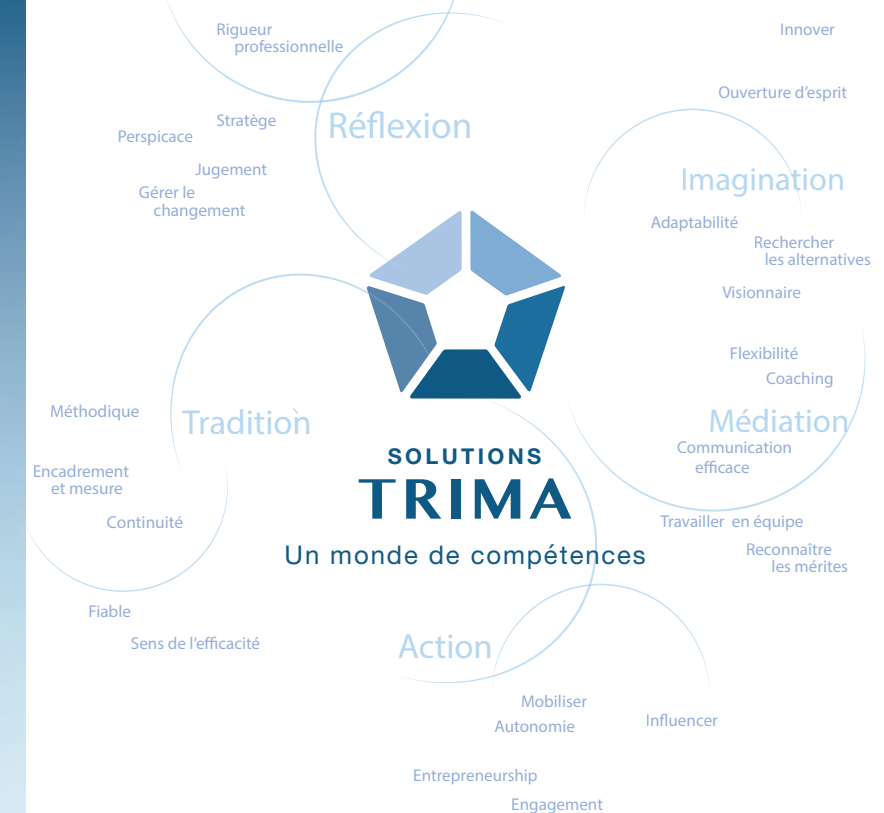 Rigueur
professionnelle
Stratège
Perspicace
Réflexion
Jugement
Gérer le
changement
Innover
Ouverture d'esprit
Imagination
Adaptabilité
Rechercher
les alternatives
Visionnaire
Flexibilité
Coaching
Médiation
Communication
efficace
Travailler en équipe
Reconnaître
les mérites
Méthodique
Tradition
Encadrement
et mesure
Continuité
Fiable
Sens de l'efficacité
SOLUTIONS
TRIMA
Un monde de compétences
Action
Mobiliser
Autonomie
Influencer
Entrepreneurship
Engagement